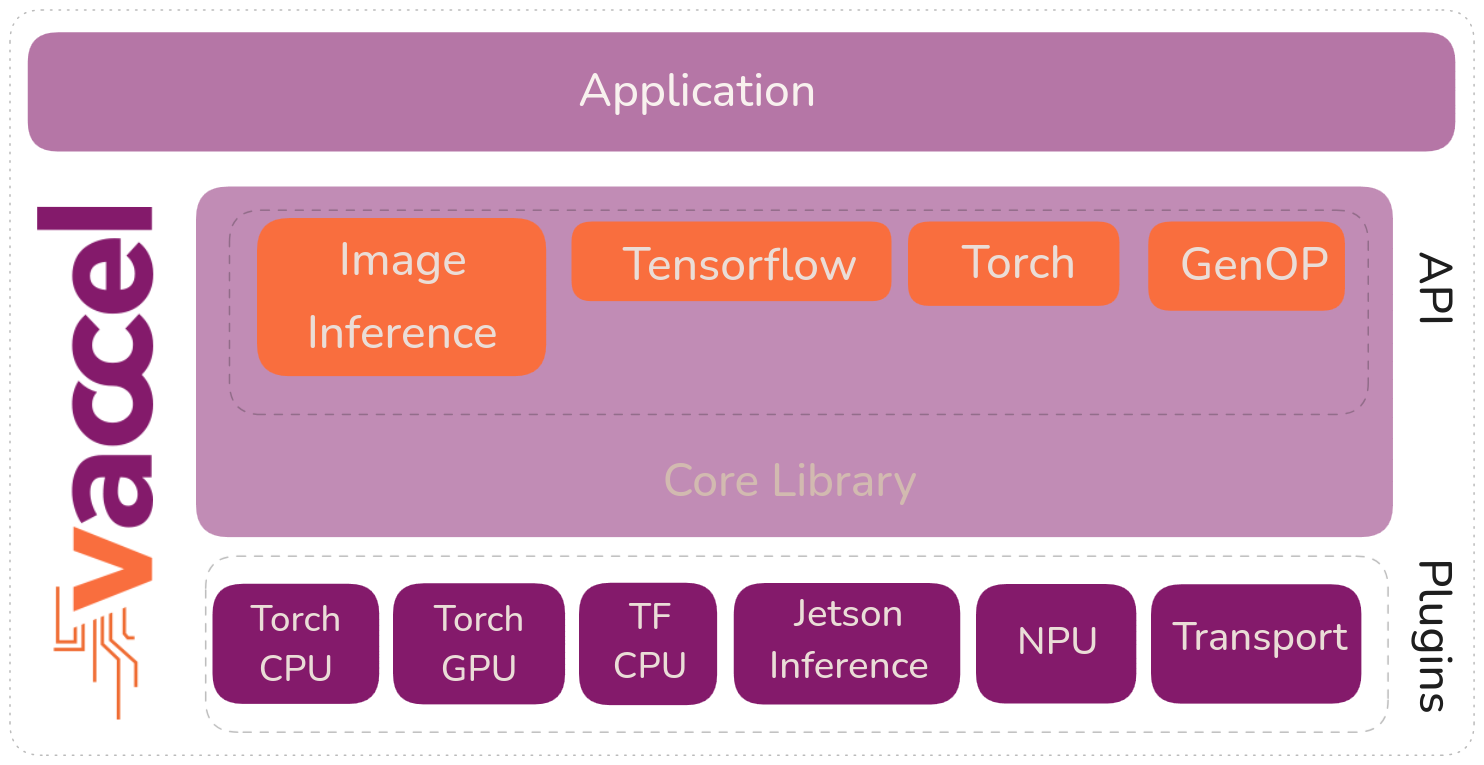 Application
vaccel
Image
Inference
Tensorflow
Torch
GenOP
API
Core Library
Torch
CPU
Torch
GPU
TF
CPU
Jetson
Inference
NPU
Transport
Plugins